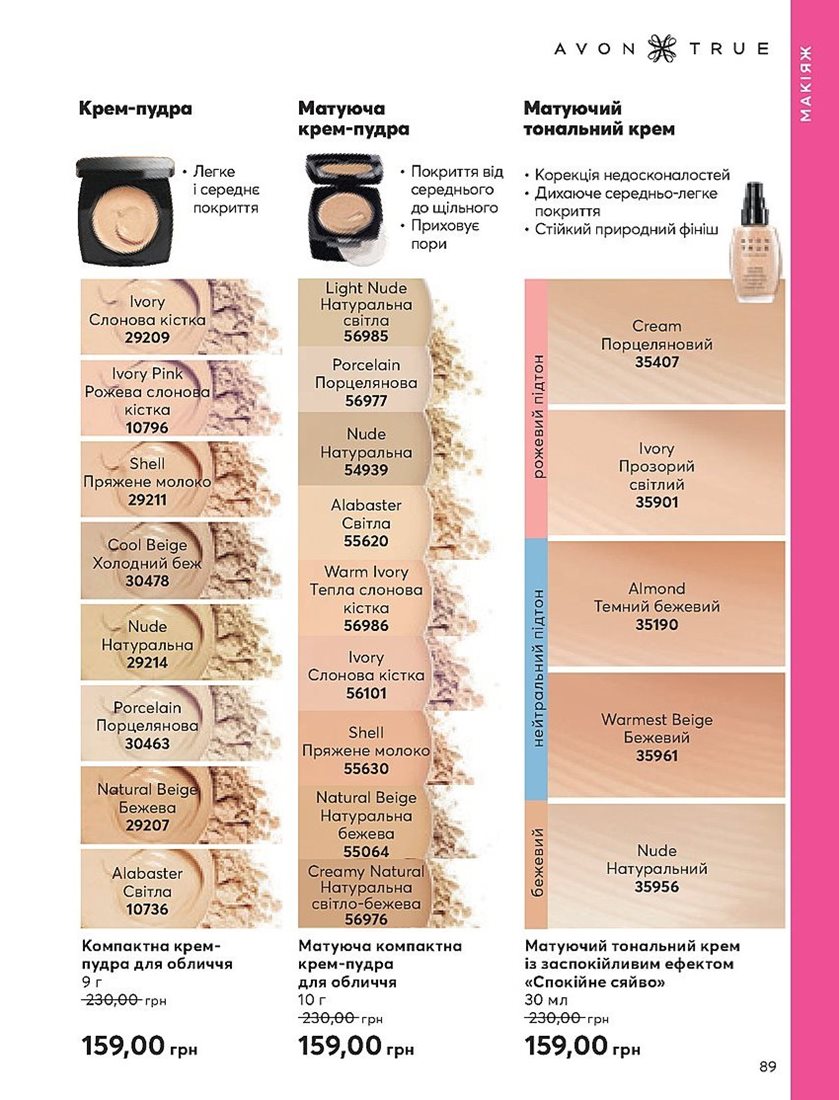 AVON TRUE
МАКІЯЖ
Крем-пудра
• Легке
і середнє
покриття
Ivory
Слонова кістка
29209
Ivory Pink
Рожева слонова
кістка
10796
Shell
Пряжене молоко
29211
Cool Beige
Холодний беж
30478
Nude
Натуральна
29214
Porcelain
Порцелянова
30463
Natural Beige
Бежева
29207
Alabaster
Світла
10736
Компактна крем-
пудра для обличчя
9 г
230,00 грн
159,00 грн
Матуюча
крем-пудра
• Покриття від
середнього
до щільного
• Приховує
пори
Light Nude
Натуральна
світла
56985
Porcelain
Порцелянова
56977
Nude
Натуральна
54939
Alabaster
Світла
55620
Warm Ivory
Тепла слонова
кістка
56986
Ivory
Слонова кістка
56101
Shell
Пряжене молоко
55630
Natural Beige
Натуральна
бежева
55064
Creamy Natural
Натуральна
світло-бежева
56976
Матуюча компактна
крем-пудра
для обличчя
10 г
230,00 грн
159,00 грн
Матуючий
тональний крем
• Корекція недосконалостей
• Дихаюче середньо-легке
покриття
• Стійкий природний фініш
AVON
TRUE
рожевий підтон
Cream
Порцеляновий
35407
Ivory
Прозорий
світлий
35901
нейтральний підтон
Almond
Темний бежевий
35190
Warmest Beige
Бежевий
35961
бежевий
Nude
Натуральний
35956
Матуючий тональний крем
із заспокійливим ефектом
«Спокійне сяйво»
30 мл
230,00 грн
159,00 грн
89